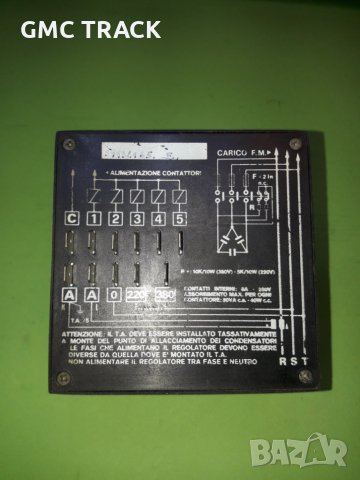 GMC TRACK
CARICO F.M.
ALIMENTAZIONE CONTATTORI
F-2 in
n.c.
R
C 1 2 3 4 5
R = 10K/10W (380V) - 5K/10W (220V)
CONTATTI INTERNI: 5A - 250V
ASSORBIMENTO MAX. PER OGNI
CONTATTORE: 50VA c.a. - 40W c.c.
A A 0 220 380
T.A. /5
ATTENZIONE: IL T.A. DEVE ESSERE INSTALLATO TASSATIVAMENTE
A MONTE DEL PUNTO DI ALLACCIAMENTO DEI CONDENSATORI
LE FASI CHE ALIMENTANO IL REGOLATORE DEVONO ESSERE
DIVERSE DA QUELLA DOVE E' MONTATO IL T.A.
NON ALIMENTARE IL REGOLATORE TRA FASE E NEUTRO
R S T
BAZAR